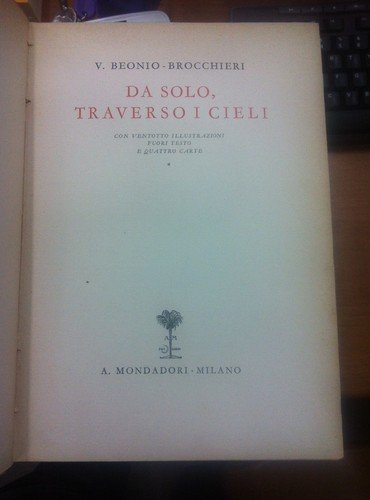 V. BEONIO-BROCCHIERI
DA SOLO,
TRAVERSO I CIELI
CON VENTOTTO ILLUSTRAZIONI
FUORI TESTO
E QUATTRO CARTE
A M
A. MONDADORI - MILANO